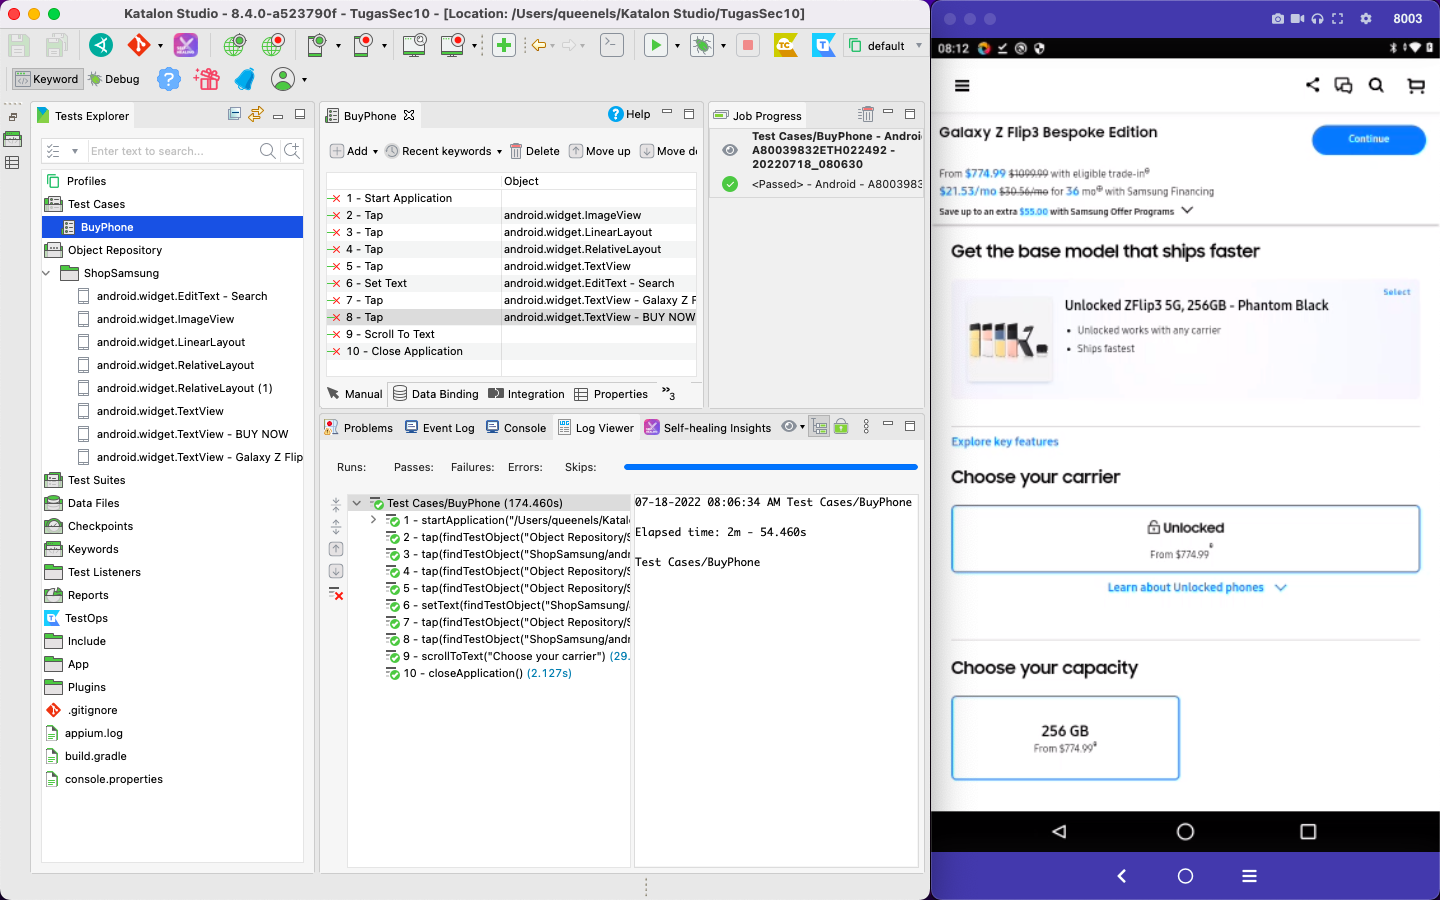 Katalon Studio - 8.4.0-a523790f - TugasSec10 - [Location: /Users/queenels/Katalon Studio/TugasSec10]
default
Keyword
Debug
Tests Explorer
Enter text to search...
Profiles
Test Cases
BuyPhone
Object Repository
ShopSamsung
android.widget.EditText - Search
android.widget.ImageView
android.widget.LinearLayout
android.widget.RelativeLayout
android.widget.RelativeLayout (1)
android.widget.TextView
android.widget.TextView - BUY NOW
android.widget.TextView - Galaxy Z Flip
Test Suites
Data Files
Checkpoints
Keywords
Test Listeners
Reports
TestOps
Include
App
Plugins
.gitignore
appium.log
build.gradle
console.properties
BuyPhone
Help
Add
Recent keywords
Delete
Move up
Move do
Object
1 - Start Application
2 - Tap android.widget.ImageView
3 - Tap android.widget.LinearLayout
4 - Tap android.widget.RelativeLayout
5 - Tap android.widget.TextView
6 - Set Text android.widget.EditText - Search
7 - Tap android.widget.TextView - Galaxy Z F
8 - Tap android.widget.TextView - BUY NOW
9 - Scroll To Text
10 - Close Application
Manual
Data Binding
Integration
Properties
»3
Job Progress
Test Cases/BuyPhone - Androi
A80039832ETH022492 -
20220718_080630
<Passed> - Android - A8003983
Problems
Event Log
Console
Log Viewer
Self-healing Insights
Runs:
Passes:
Failures:
Errors:
Skips:
Test Cases/BuyPhone (174.460s)
1 - startApplication("/Users/queenels/Katal
2 - tap(findTestObject("Object Repository/S
3 - tap(findTestObject("ShopSamsung/andr
4 - tap(findTestObject("Object Repository/S
5 - tap(findTestObject("Object Repository/S
6 - setText(findTestObject("ShopSamsung/
7 - tap(findTestObject("Object Repository/S
8 - tap(findTestObject("ShopSamsung/andr
9 - scrollToText("Choose your carrier") (29.
10 - closeApplication() (2.127s)
07-18-2022 08:06:34 AM Test Cases/BuyPhone
Elapsed time: 2m - 54.460s
Test Cases/BuyPhone
8003
08:12
Galaxy Z Flip3 Bespoke Edition
Continue
From $774.99 $1099.99 with eligible trade-in
$21.53/mo $30.56/mo for 36 mo with Samsung Financing
Save up to an extra $55.00 with Samsung Offer Programs
Get the base model that ships faster
Select
Unlocked ZFlip3 5G, 256GB - Phantom Black
• Unlocked works with any carrier
• Ships fastest
Explore key features
Choose your carrier
Unlocked
From $774.99
Learn about Unlocked phones
Choose your capacity
256 GB
From $774.99